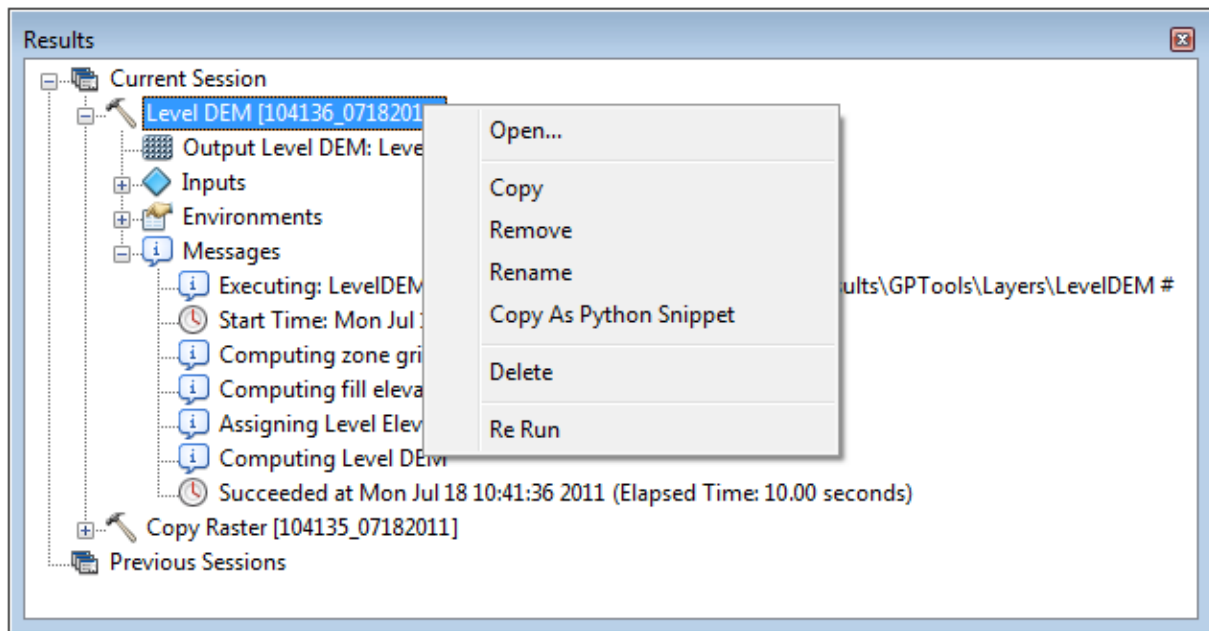 Results
Current Session
Level DEM [104136_0718201
Output Level DEM: Leve
Inputs
Environments
Messages
Executing: LevelDEM ults\GPTools\Layers\LevelDEM #
Start Time: Mon Jul
Computing zone gri
Computing fill eleva
Assigning Level Elev
Computing Level DEM
Succeeded at Mon Jul 18 10:41:36 2011 (Elapsed Time: 10.00 seconds)
Copy Raster [104135_07182011]
Previous Sessions
Open...
Copy
Remove
Rename
Copy As Python Snippet
Delete
Re Run